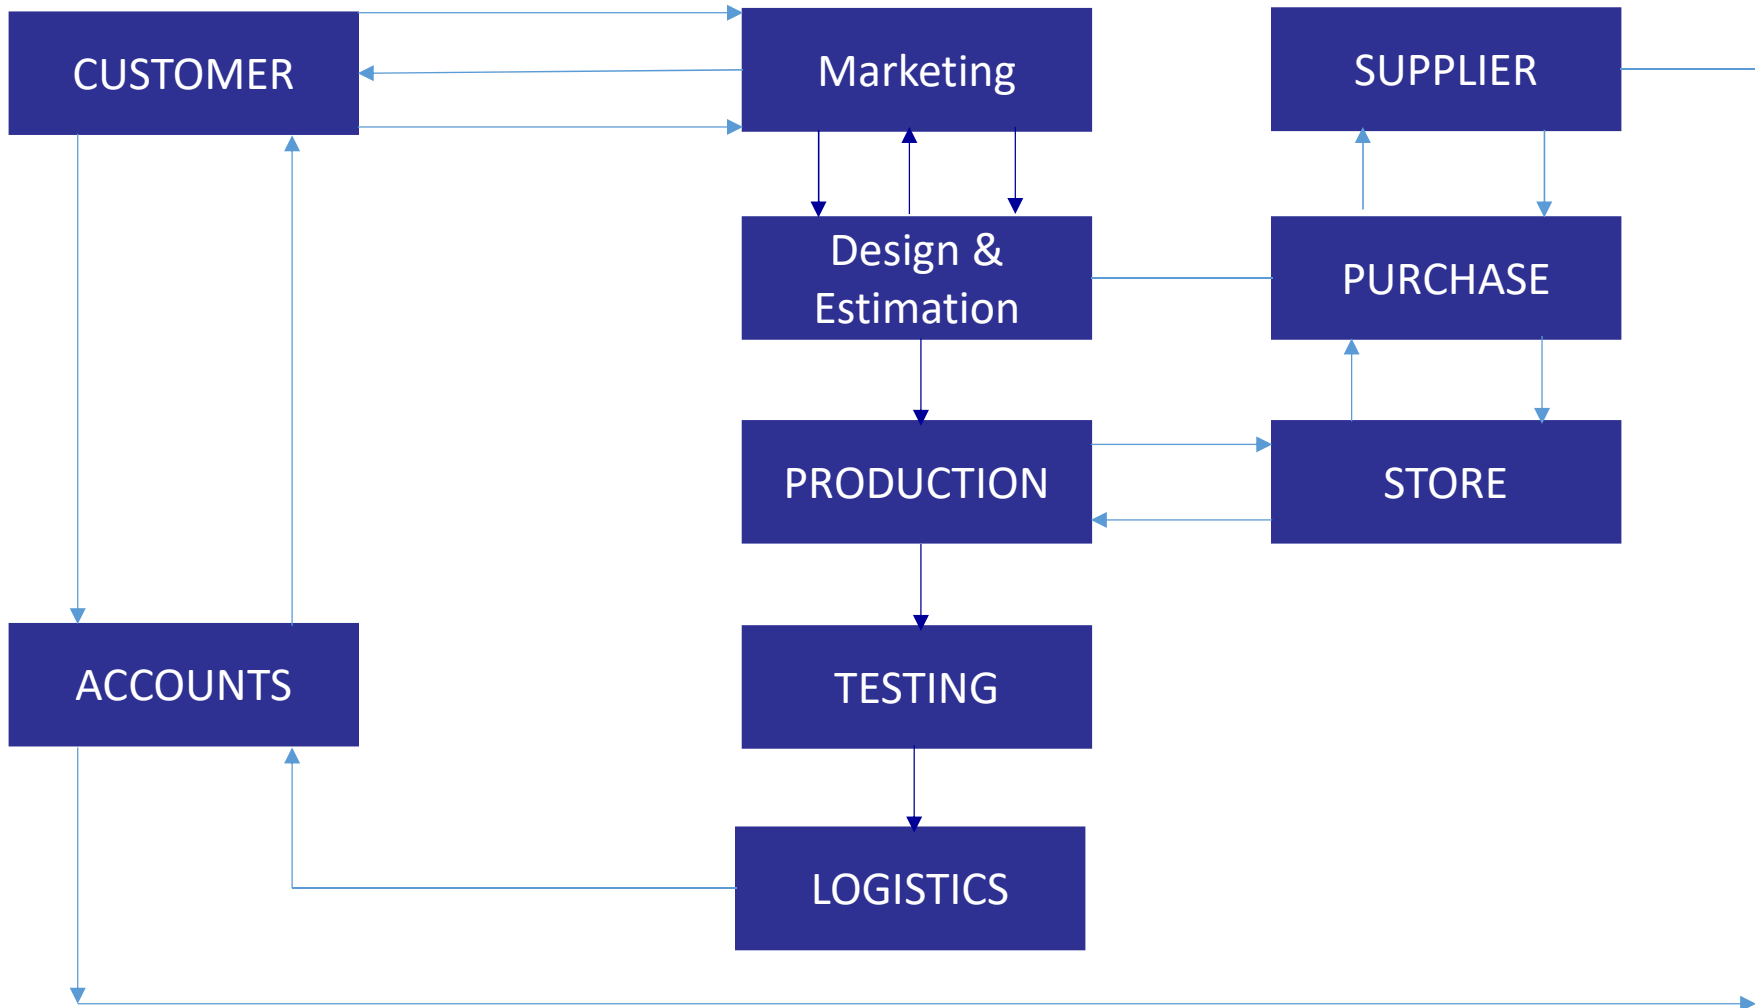 CUSTOMER
Marketing
SUPPLIER
Design &
Estimation
PURCHASE
PRODUCTION
STORE
ACCOUNTS
TESTING
LOGISTICS